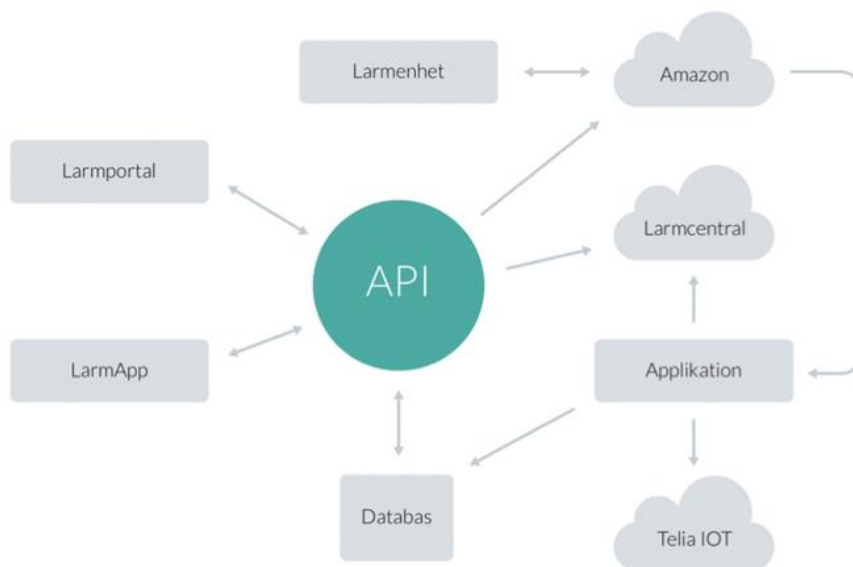 Larmenhet
Amazon
Larmportal
Larmcentral
API
LarmApp
Applikation
Databas
Telia IOT